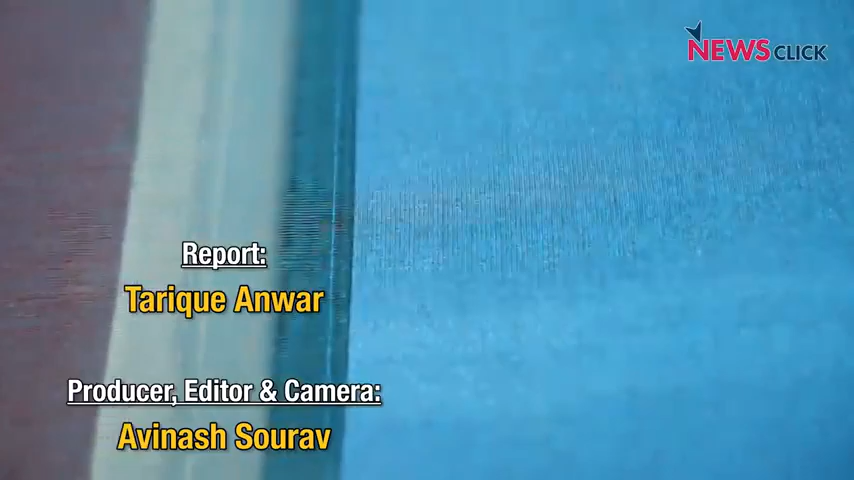 NEWSCLICK
Report:
Tarique Anwar
Producer, Editor & Camera:
Avinash Sourav